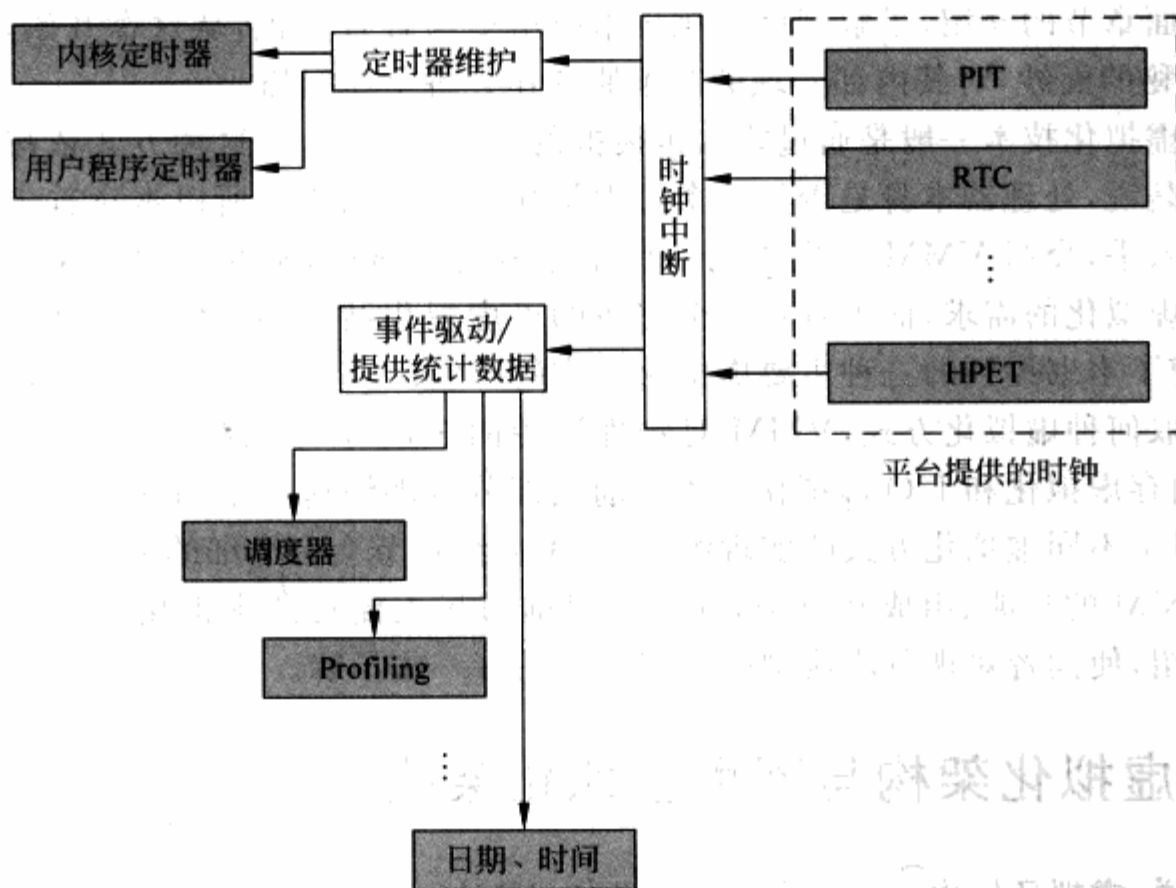 内核定时器
定时器维护
用户程序定时器
时钟中断
PIT
RTC
⋮
HPET
平台提供的时钟
事件驱动/
提供统计数据
调度器
Profiling
⋮
日期、时间